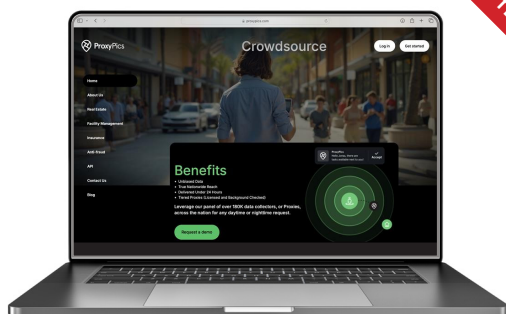 proxypics.com
ProxyPics
Crowdsource
Log in
Get started
Home
About Us
Real Estate
Facility Management
Insurance
Anti-fraud
API
Contact Us
Blog
Benefits
• Unbiased Data
• True Nationwide Reach
• Delivered Under 24 Hours
• Tiered Proxies (Licensed and Background Checked)
Leverage our panel of over 180K data collectors, or Proxies,
across the nation for any daytime or nighttime request.
Request a demo
ProxyPics
Accept